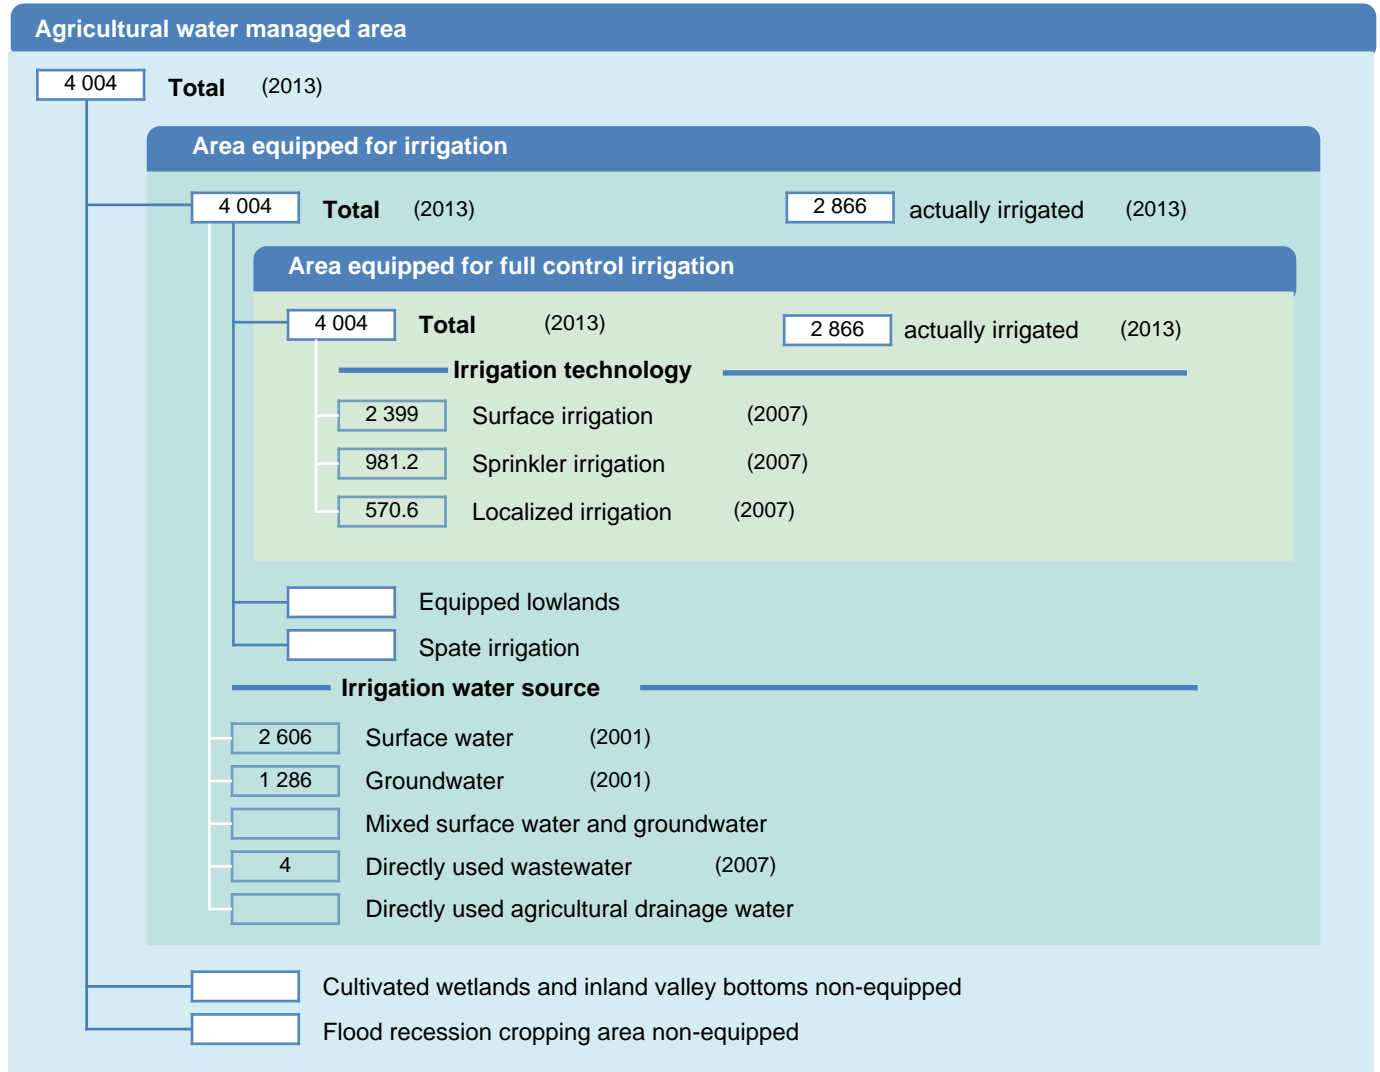 Agricultural water managed area
4 004 Total (2013)
Area equipped for irrigation
4 004 Total (2013) 2 866 actually irrigated (2013)
Area equipped for full control irrigation
4 004 Total (2013) 2 866 actually irrigated (2013)
Irrigation technology
2 399 Surface irrigation (2007)
981.2 Sprinkler irrigation (2007)
570.6 Localized irrigation (2007)
Equipped lowlands
Spate irrigation
Irrigation water source
2 606 Surface water (2001)
1 286 Groundwater (2001)
Mixed surface water and groundwater
4 Directly used wastewater (2007)
Directly used agricultural drainage water
Cultivated wetlands and inland valley bottoms non-equipped
Flood recession cropping area non-equipped